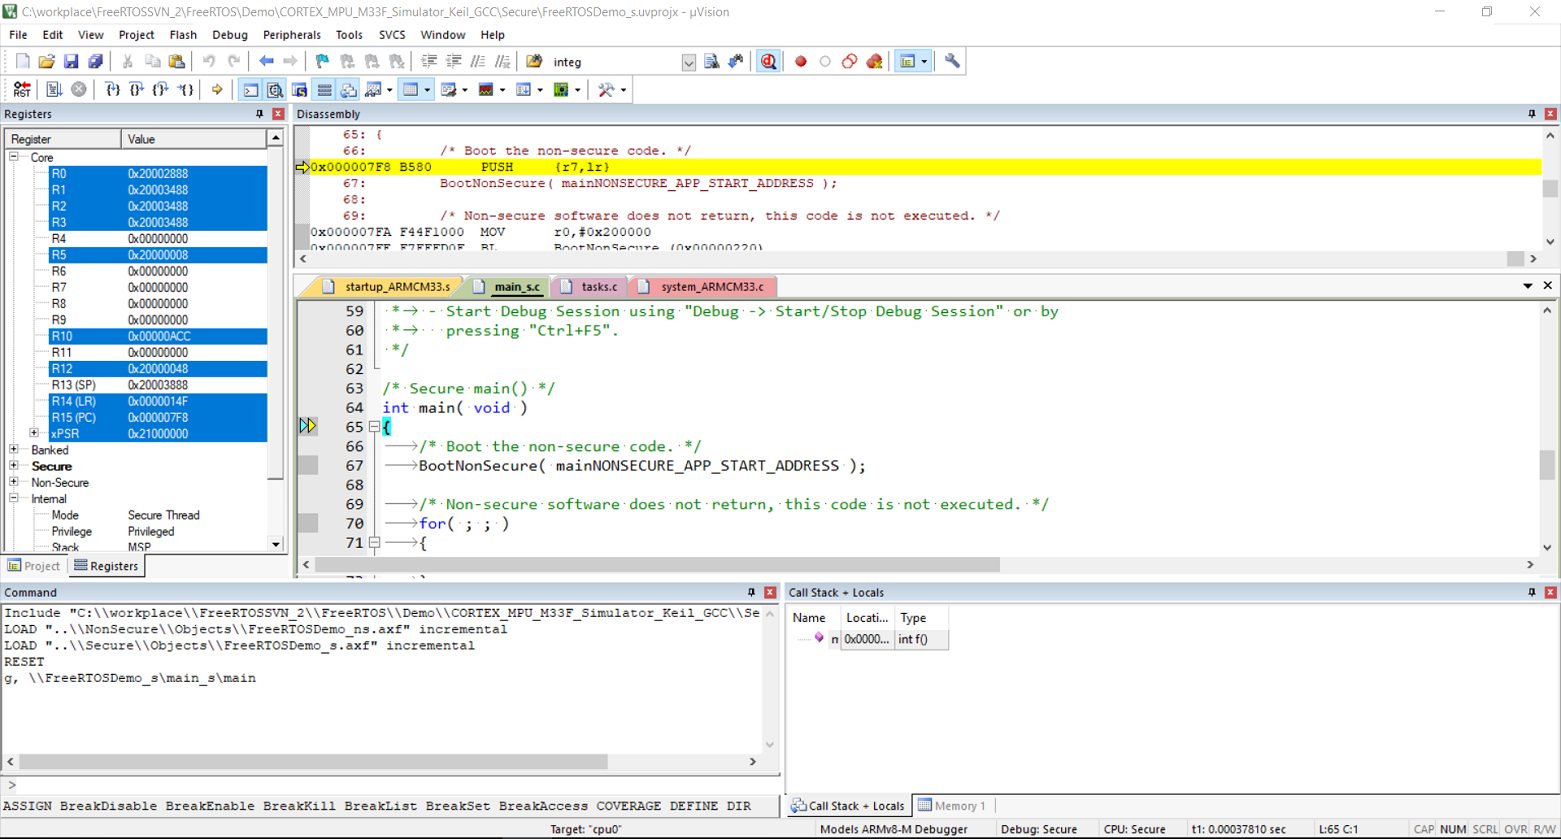 C:\workplace\FreeRTOSSVN_2\FreeRTOS\Demo\CORTEX_MPU_M33F_Simulator_Keil_GCC\Secure\FreeRTOSDemo_s.uvprojx - µVision
File Edit View Project Flash Debug Peripherals Tools SVCS Window Help
integ
RST
Registers
Register Value
Core
R0 0x20002888
R1 0x20003488
R2 0x20003488
R3 0x20003488
R4 0x00000000
R5 0x20000008
R6 0x00000000
R7 0x00000000
R8 0x00000000
R9 0x00000000
R10 0x00000ACC
R11 0x00000000
R12 0x20000048
R13 (SP) 0x20003888
R14 (LR) 0x0000014F
R15 (PC) 0x000007F8
xPSR 0x21000000
Banked
Secure
Non-Secure
Internal
Mode Secure Thread
Privilege Privileged
Stack MSP
Project Registers
Disassembly
65: {
66: /* Boot the non-secure code. */
0x000007F8 B580 PUSH {r7,lr}
67: BootNonSecure( mainNONSECURE_APP_START_ADDRESS );
68:
69: /* Non-secure software does not return, this code is not executed. */
0x000007FA F44F1000 MOV r0,#0x200000
0x000007FE F7FFFD0F BL BootNonSecure (0x00000220)
startup_ARMCM33.s main_s.c tasks.c system_ARMCM33.c
59 * - Start Debug Session using "Debug -> Start/Stop Debug Session" or by
60 * pressing "Ctrl+F5".
61 */
62
63 /* Secure main() */
64 int main( void )
65 {
66 /* Boot the non-secure code. */
67 BootNonSecure( mainNONSECURE_APP_START_ADDRESS );
68
69 /* Non-secure software does not return, this code is not executed. */
70 for( ; ; )
71 {
Command
Include "C:\\workplace\\FreeRTOSSVN_2\\FreeRTOS\\Demo\\CORTEX_MPU_M33F_Simulator_Keil_GCC\\Se
LOAD "..\\NonSecure\\Objects\\FreeRTOSDemo_ns.axf" incremental
LOAD "..\\Secure\\Objects\\FreeRTOSDemo_s.axf" incremental
RESET
g, \\FreeRTOSDemo_s\main_s\main
>
ASSIGN BreakDisable BreakEnable BreakKill BreakList BreakSet BreakAccess COVERAGE DEFINE DIR
Call Stack + Locals
Name Locati... Type
n 0x0000... int f()
Call Stack + Locals Memory 1
Target: "cpu0" Models ARMv8-M Debugger Debug: Secure CPU: Secure t1: 0.00037810 sec L:65 C:1 CAP NUM SCRL OVR R/W